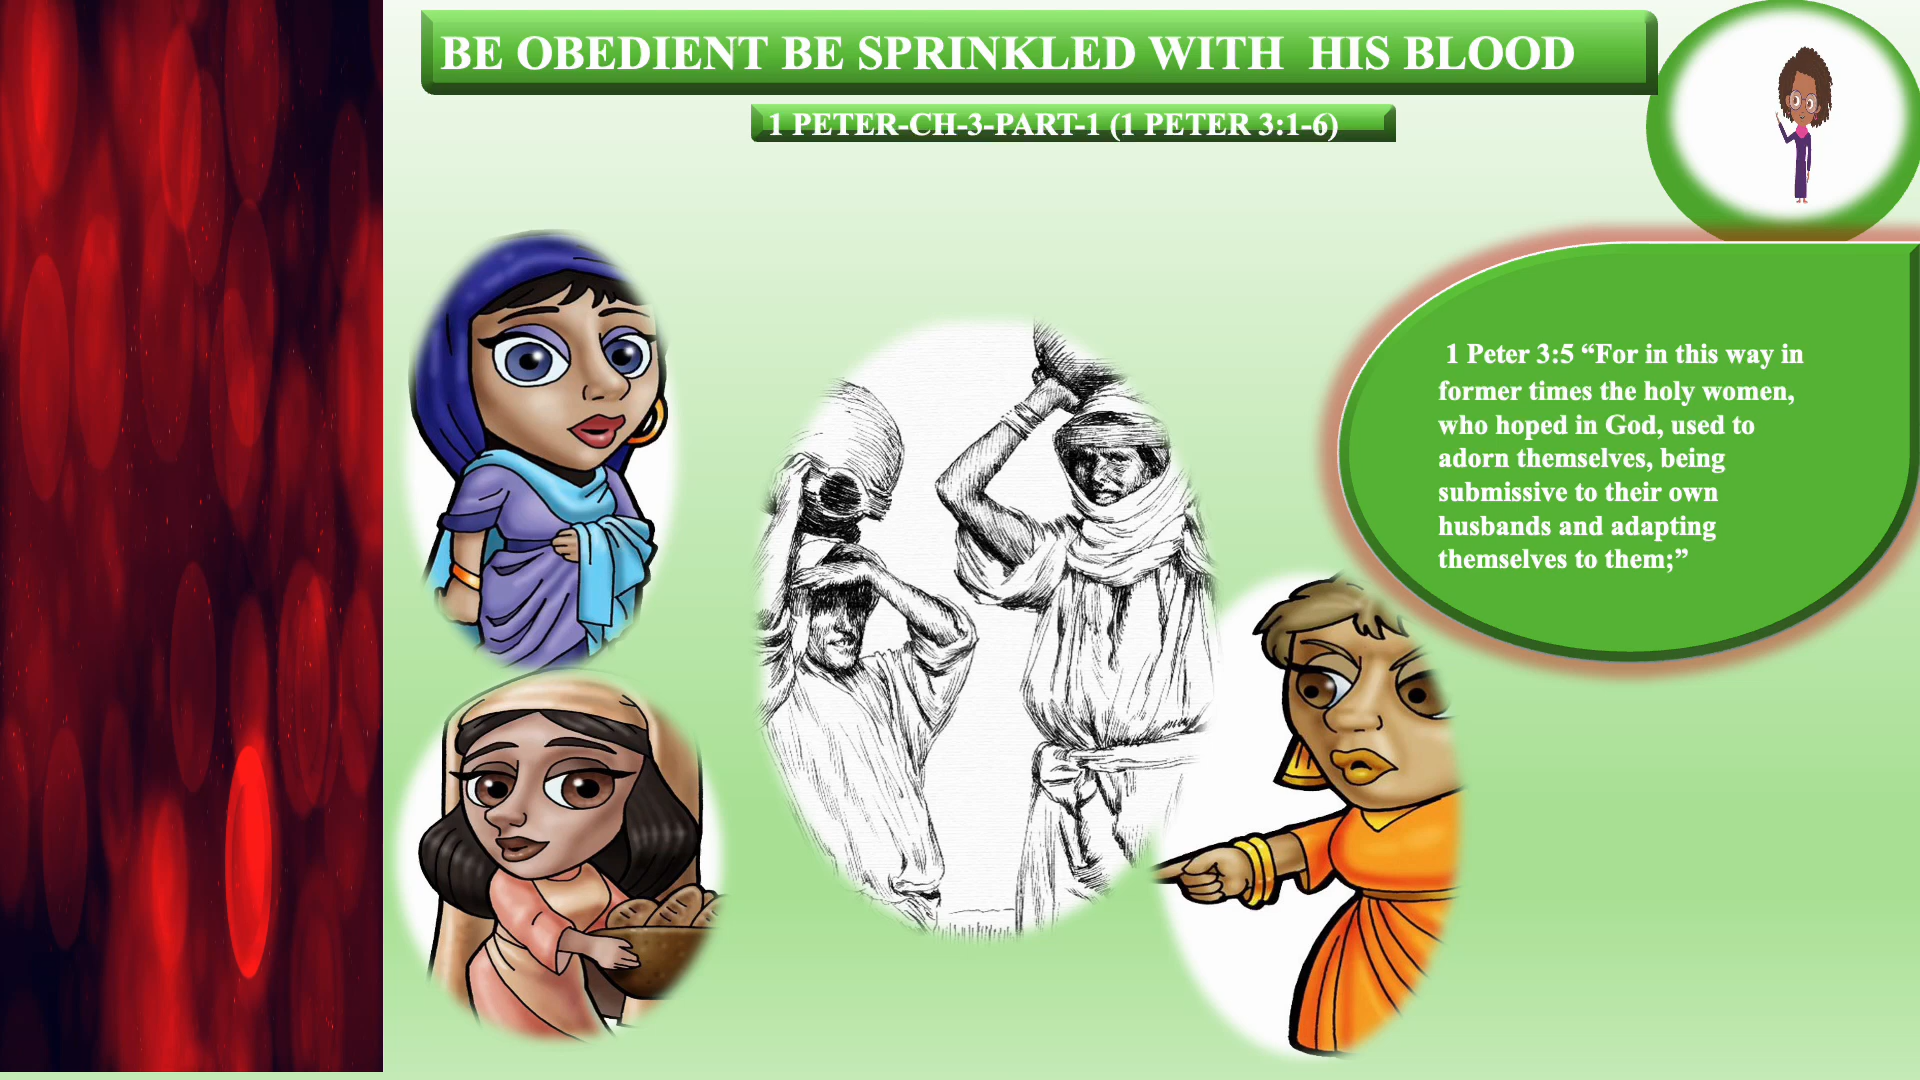 BE OBEDIENT BE SPRINKLED WITH  HIS BLOOD
1 PETER-CH-3-PART-1 (1 PETER 3:1-6)
1 Peter 3:5 “For in this way in
former times the holy women,
who hoped in God, used to
adorn themselves, being
submissive to their own
husbands and adapting
themselves to them;”